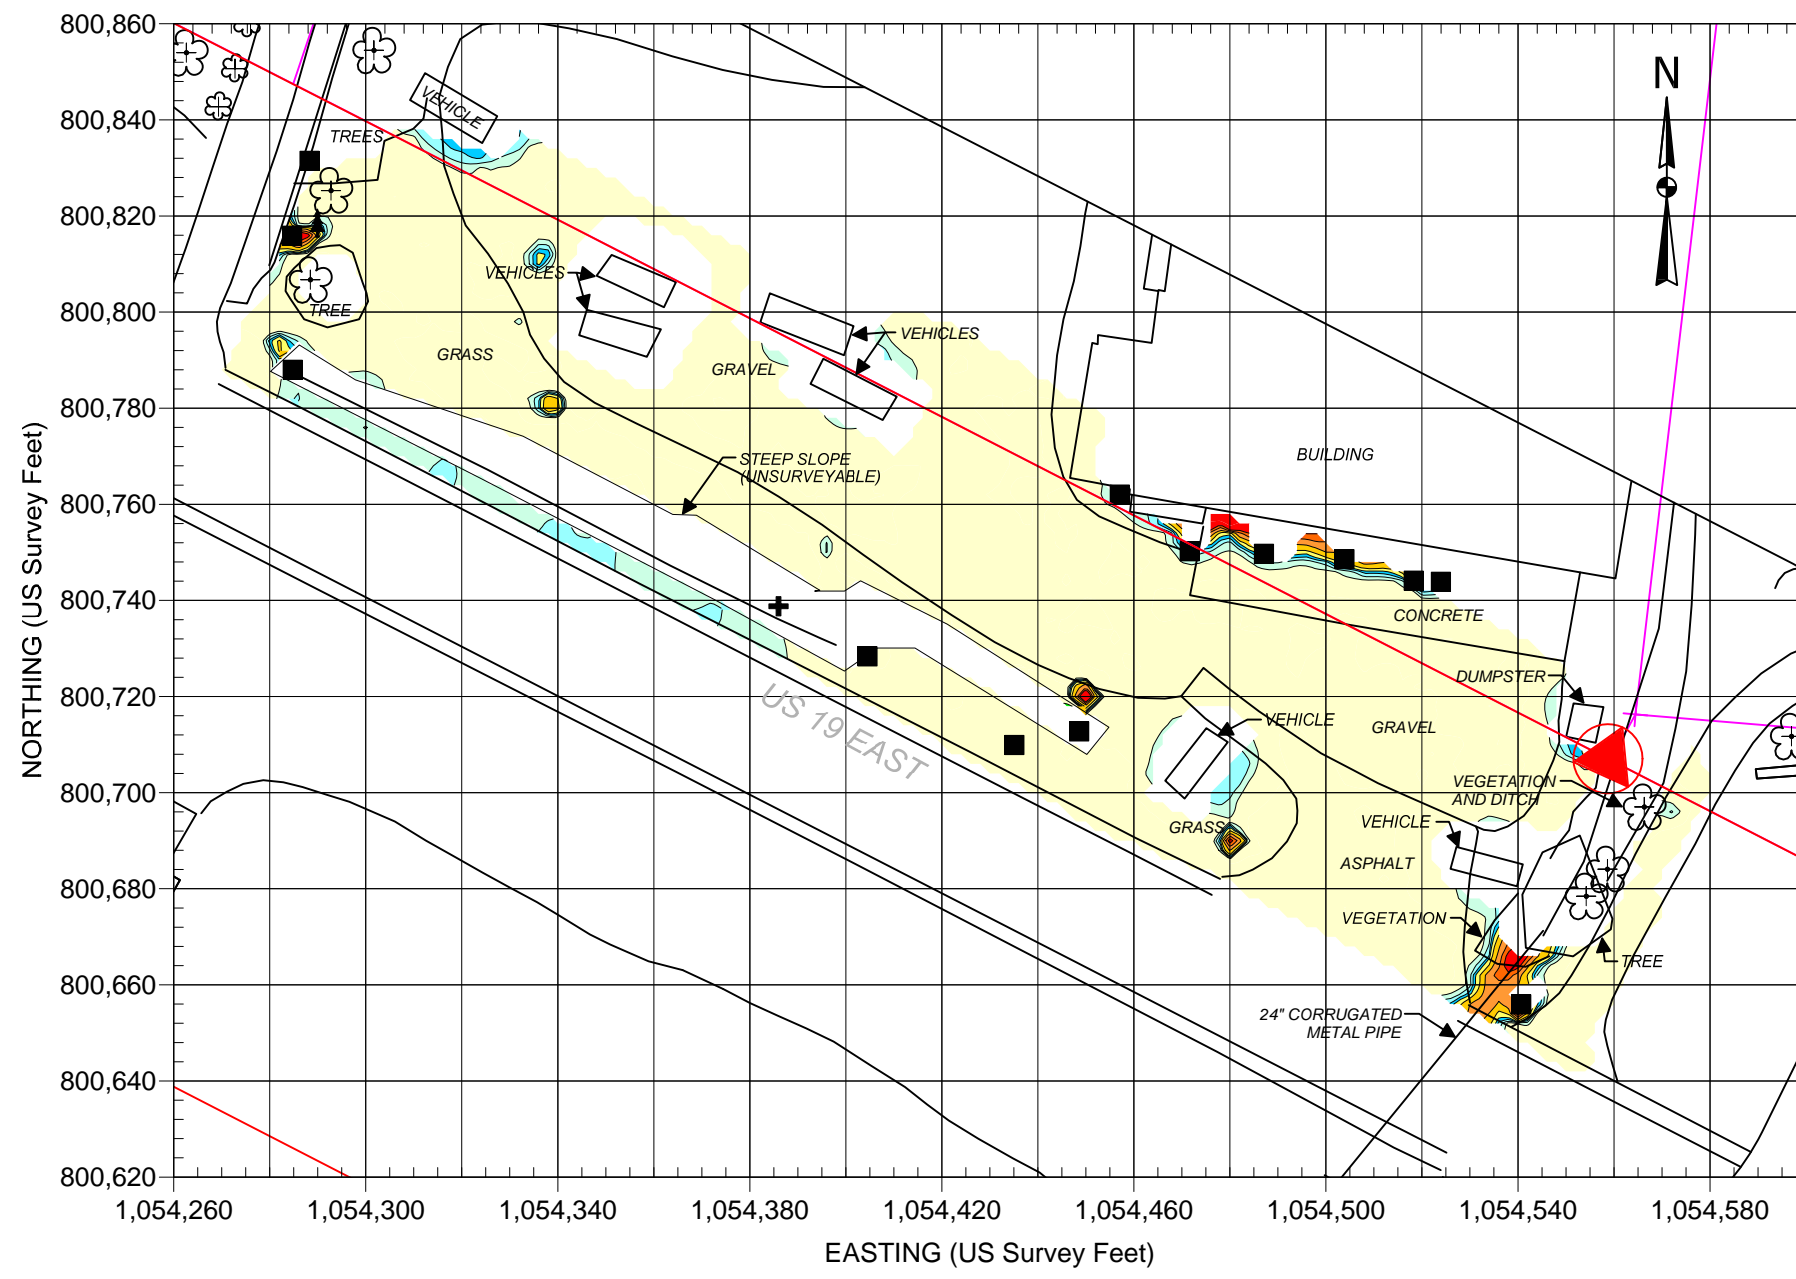 800,860
800,840
800,820
800,800
800,780
800,760
800,740
800,720
800,700
800,680
800,660
800,640
800,620
NORTHING (US Survey Feet)
N
VEHICLE
TREES
VEHICLES
TREE
GRASS
VEHICLES
GRAVEL
STEEP SLOPE
(UNSURVEYABLE)
BUILDING
CONCRETE
DUMPSTER
US 19 EAST
VEHICLE
GRAVEL
VEGETATION
AND DITCH
GRASS
VEHICLE
ASPHALT
VEGETATION
TREE
24" CORRUGATED
METAL PIPE
1,054,260
1,054,300
1,054,340
1,054,380
1,054,420
1,054,460
1,054,500
1,054,540
1,054,580
EASTING (US Survey Feet)